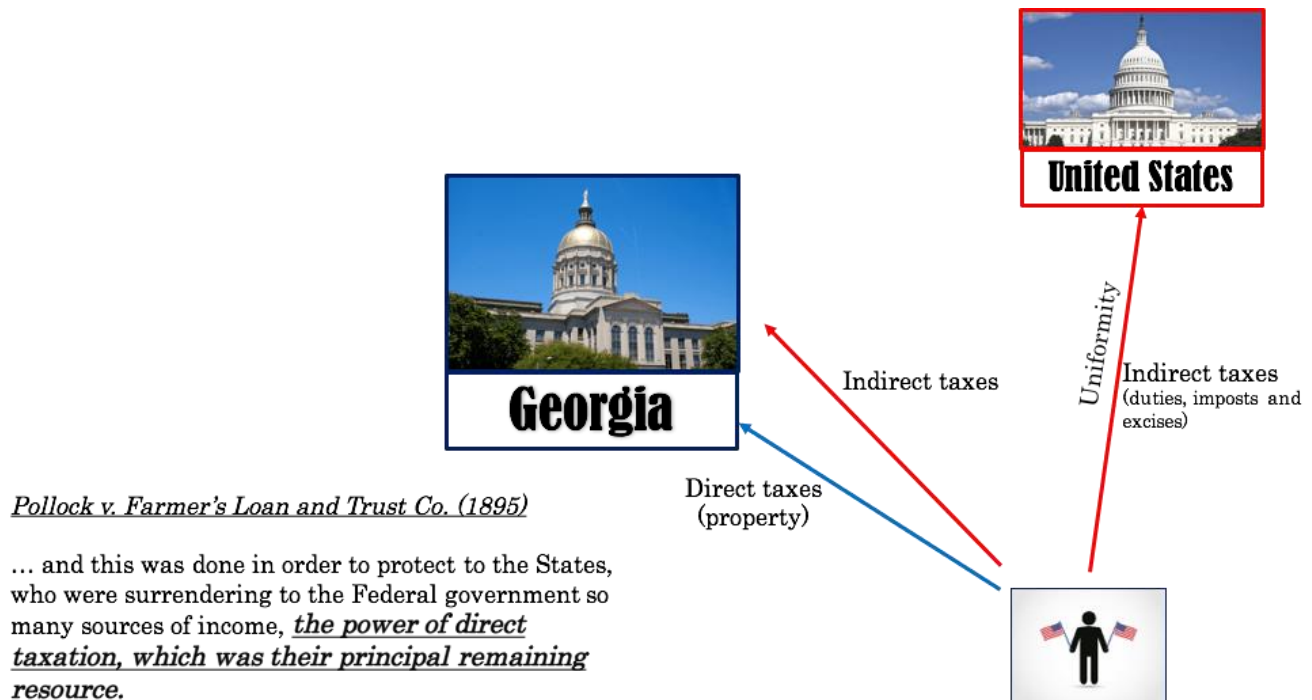 United States
Georgia
Uniformity
Indirect taxes
(duties, imposts and
excises)
Indirect taxes
Direct taxes
(property)
Pollock v. Farmer's Loan and Trust Co. (1895)
… and this was done in order to protect to the States,
who were surrendering to the Federal government so
many sources of income, the power of direct
taxation, which was their principal remaining
resource.